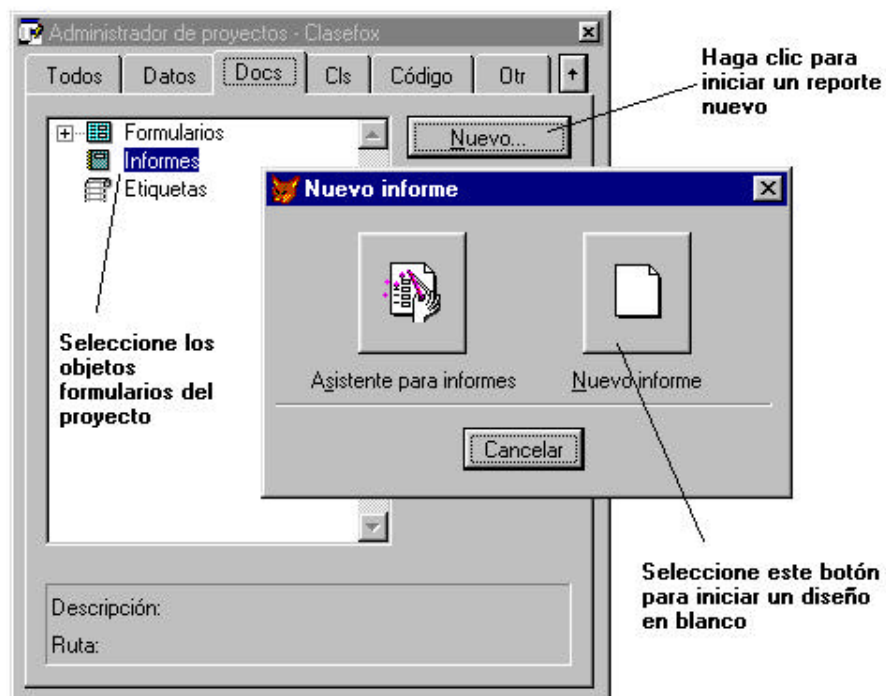 Administrador de proyectos - Clasefox
Todos Datos Docs Cls Código Otr
Haga clic para
iniciar un reporte
nuevo
Formularios
Informes
Etiquetas
Nuevo...
Nuevo informe
Seleccione los
objetos
formularios del
proyecto
Asistente para informes
Nuevo informe
Cancelar
Seleccione este botón
para iniciar un diseño
en blanco
Descripción:
Ruta: